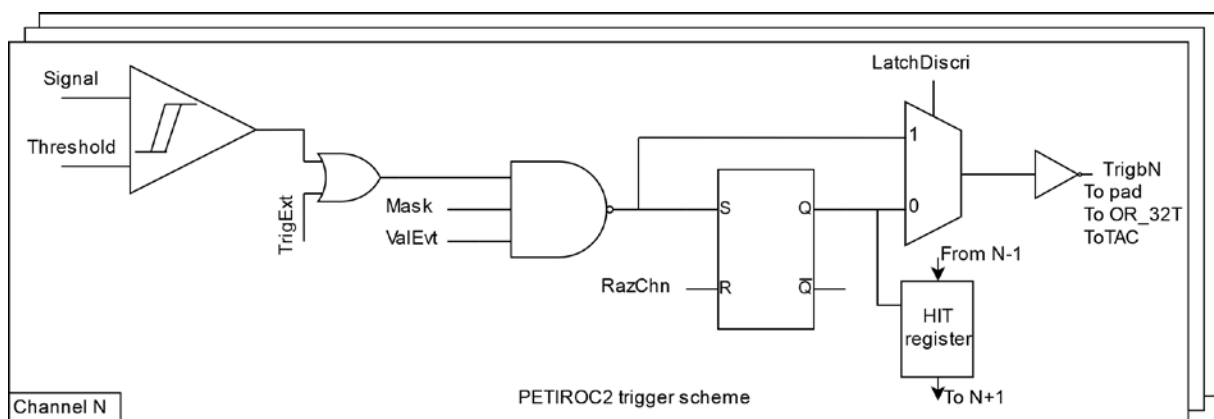 LatchDiscri
Signal
Threshold
TrigExt
Mask
ValEvt
RazChn
S
Q
R
Q̅
1
0
TrigbN
To pad
To OR_32T
ToTAC
From N-1
HIT
register
To N+1
PETIROC2 trigger scheme
Channel N